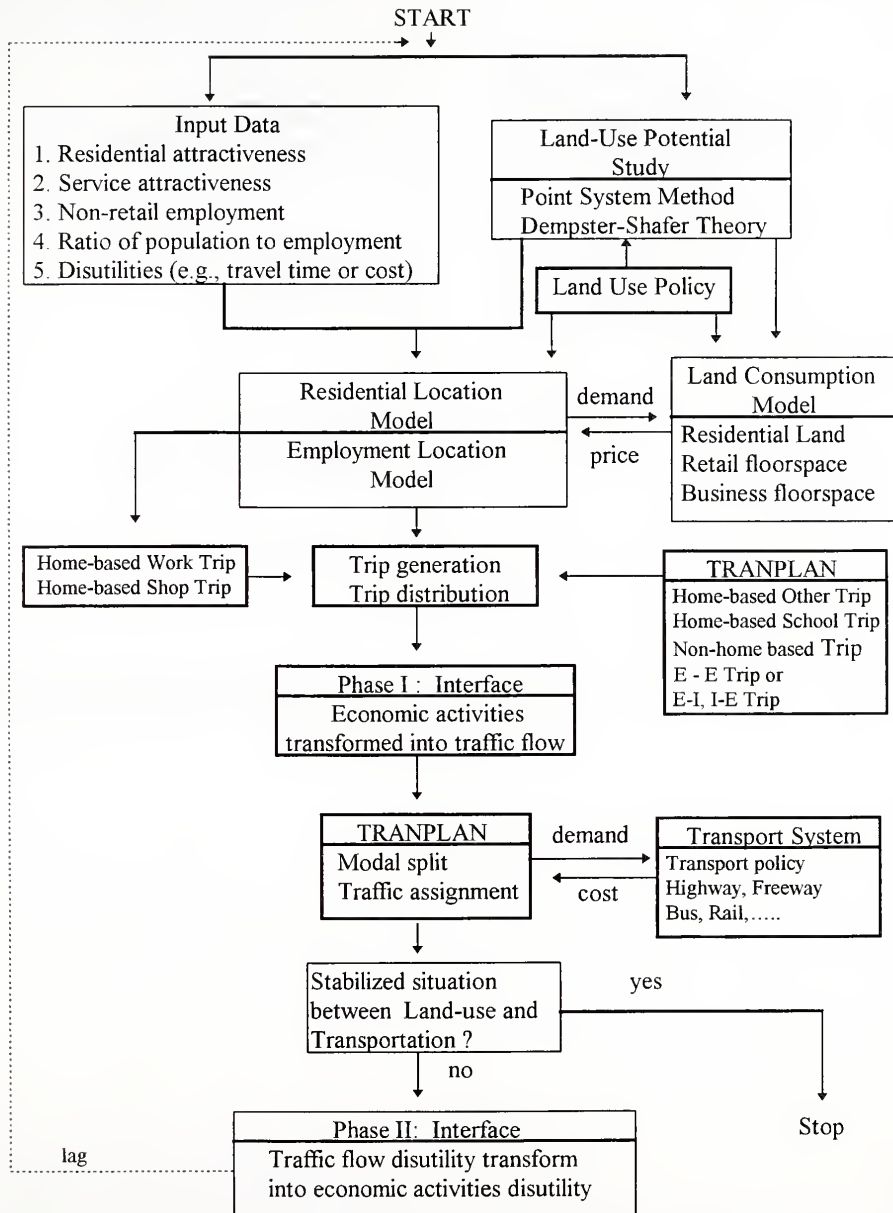 START
Input Data
1. Residential attractiveness
2. Service attractiveness
3. Non-retail employment
4. Ratio of population to employment
5. Disutilities (e.g., travel time or cost)
Land-Use Potential
Study
Point System Method
Dempster-Shafer Theory
Land Use Policy
Residential Location
Model
Employment Location
Model
demand
price
Land Consumption
Model
Residential Land
Retail floorspace
Business floorspace
Home-based Work Trip
Home-based Shop Trip
Trip generation
Trip distribution
TRANPLAN
Home-based Other Trip
Home-based School Trip
Non-home based Trip
E - E Trip or
E-I, I-E Trip
Phase I : Interface
Economic activities
transformed into traffic flow
TRANPLAN
Modal split
Traffic assignment
demand
cost
Transport System
Transport policy
Highway, Freeway
Bus, Rail,.....
Stabilized situation
between Land-use and
Transportation ?
yes
no
Stop
Phase II: Interface
Traffic flow disutility transform
into economic activities disutility
lag